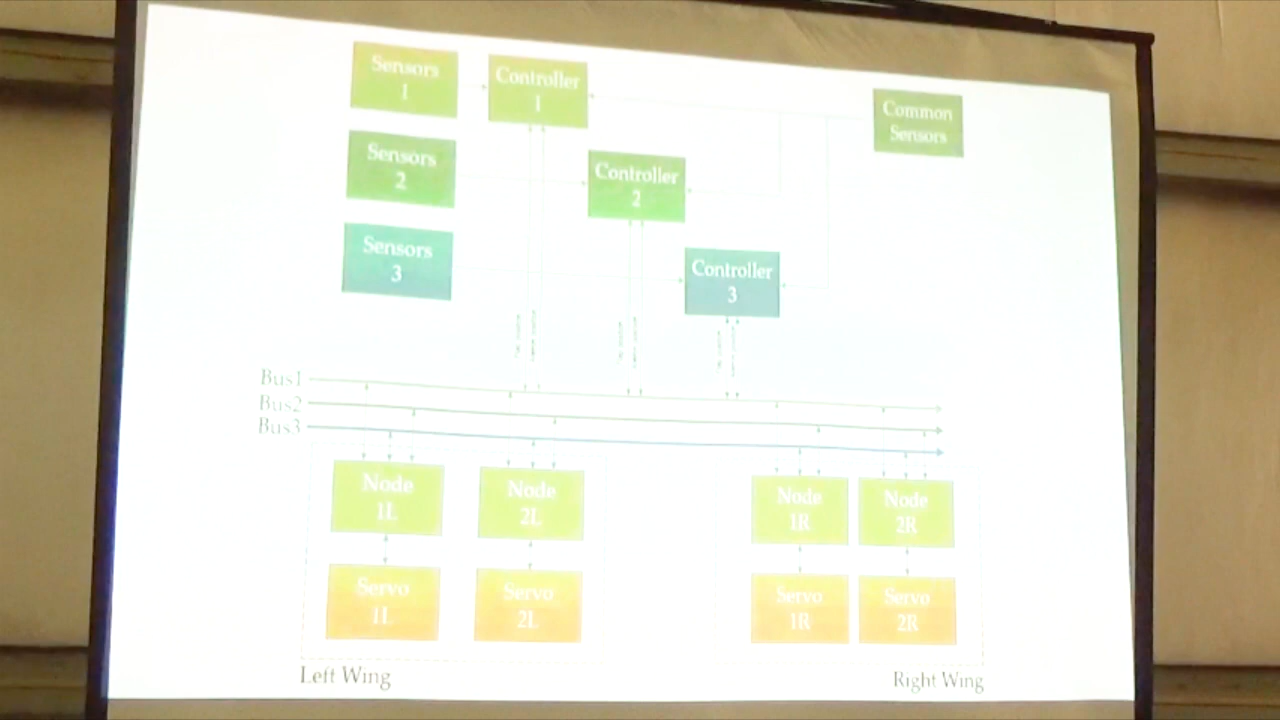 Sensors
1
Controller
1
Common
Sensors
Sensors
2
Controller
2
Sensors
3
Controller
3
Bus1
Bus2
Bus3
Node
1L
Node
2L
Node
1R
Node
2R
Servo
1L
Servo
2L
Servo
1R
Servo
2R
Left Wing
Right Wing